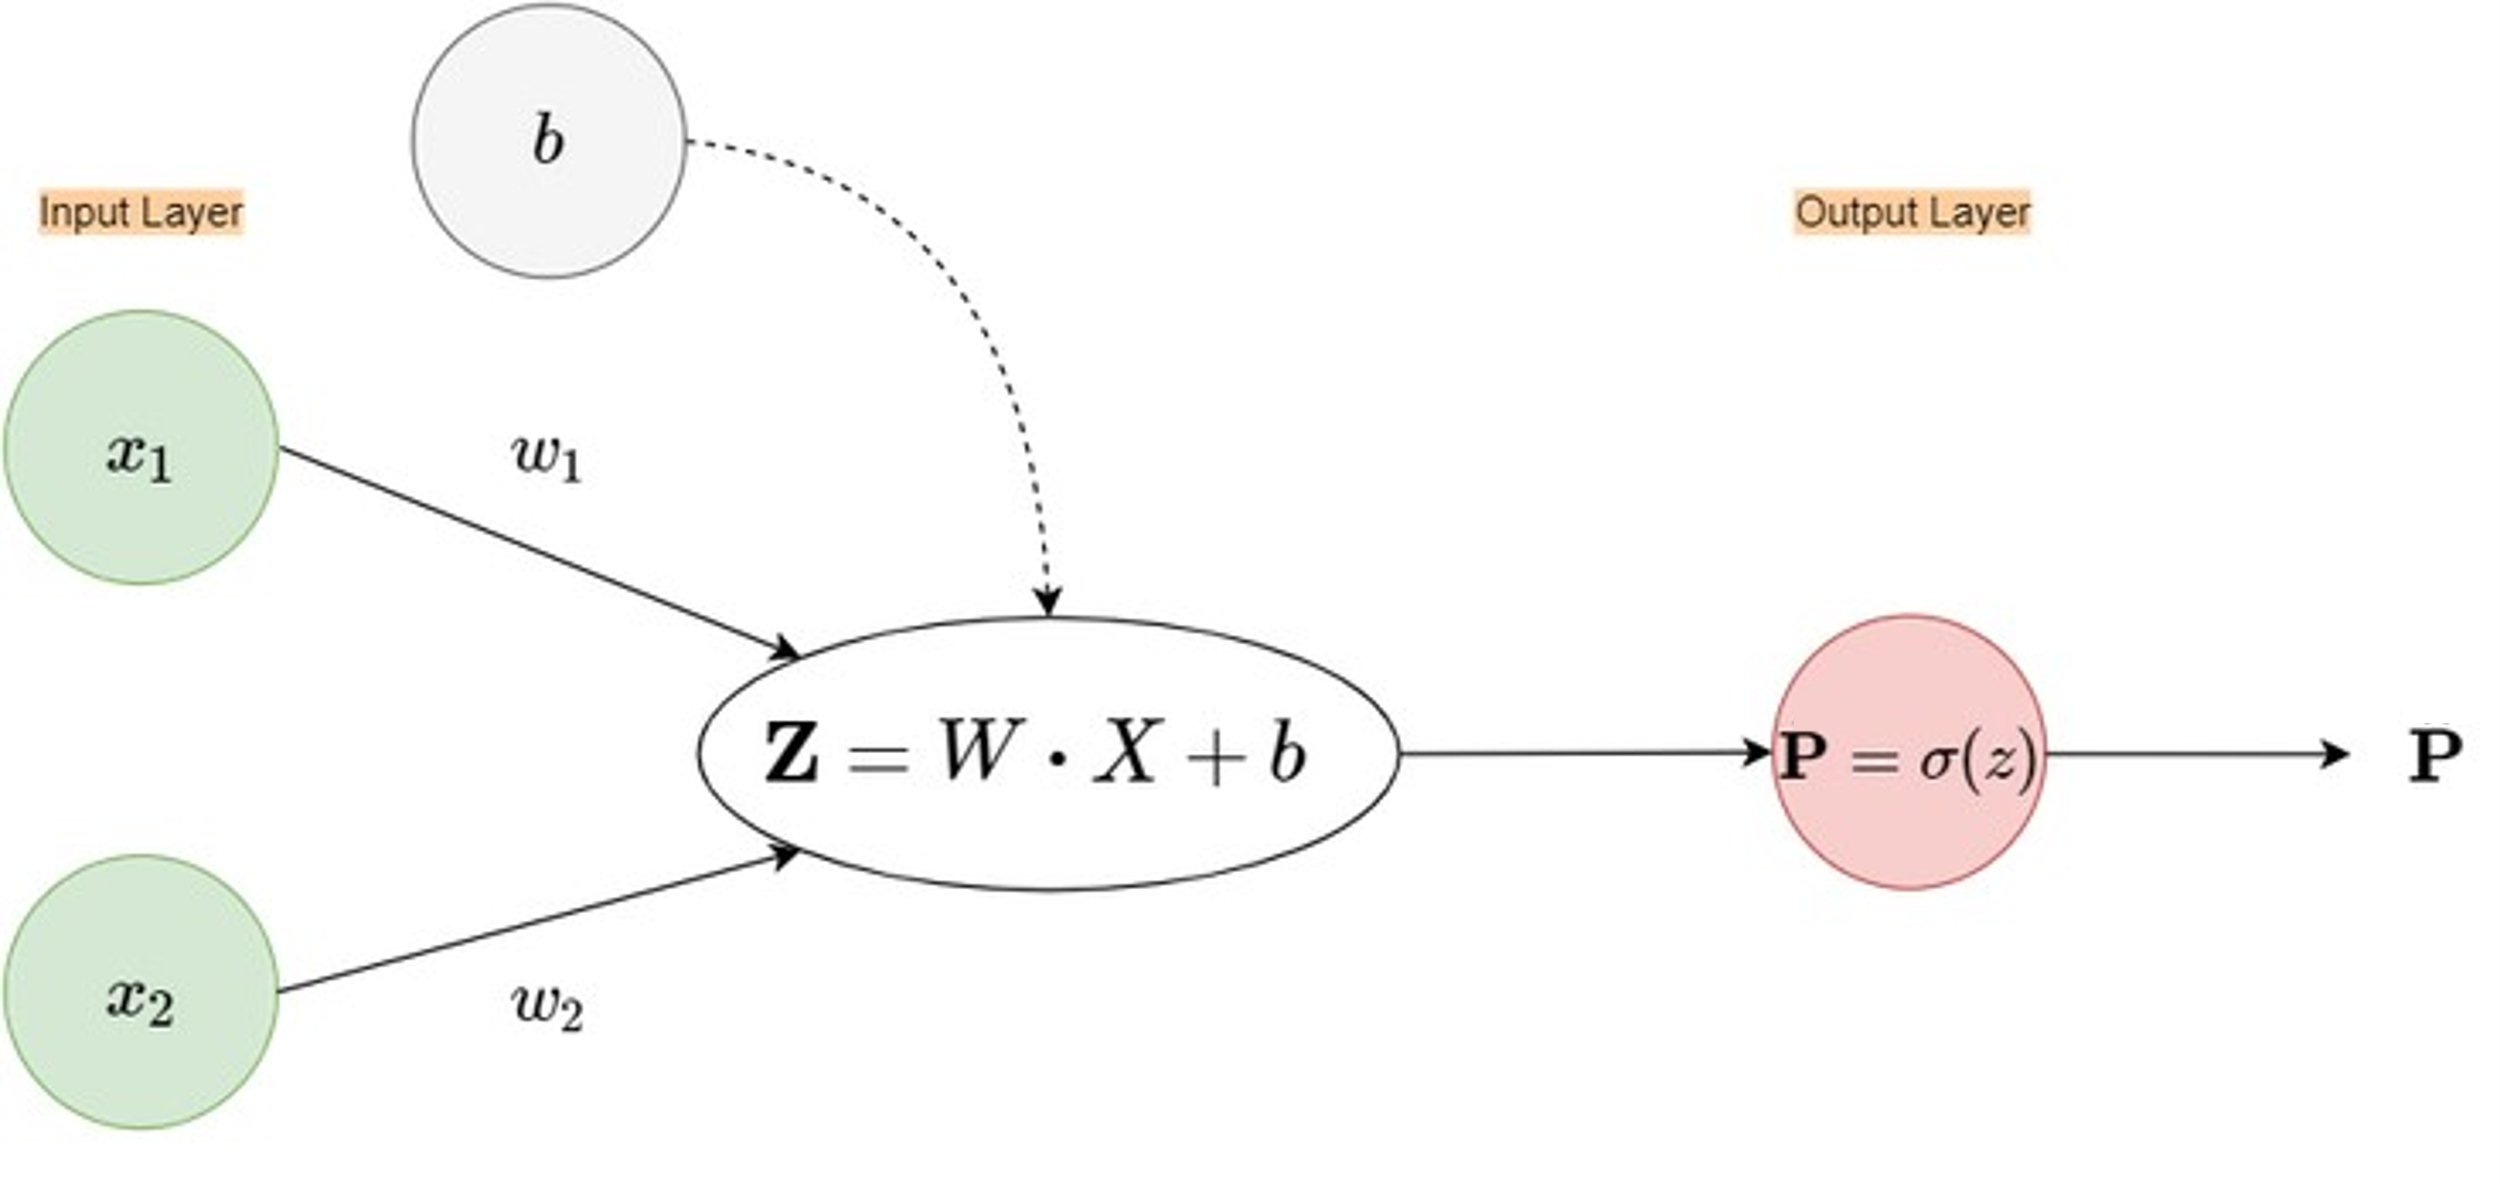 b
Input Layer
Output Layer
x₁
w₁
Z = W · X + b
P = σ(z)
P
x₂
w₂